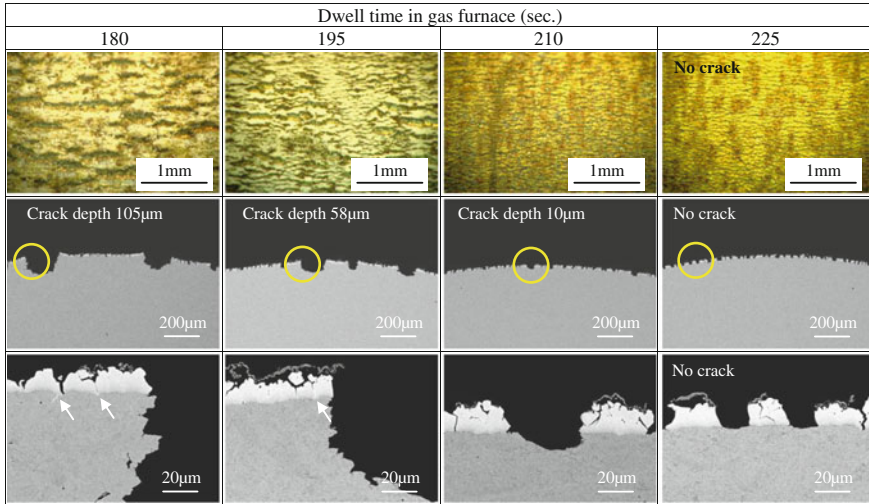 Dwell time in gas furnace (sec.)
180 195 210 225
No crack
1mm 1mm 1mm 1mm
Crack depth 105μm Crack depth 58μm Crack depth 10μm No crack
200μm 200μm 200μm 200μm
No crack
20μm 20μm 20μm 20μm